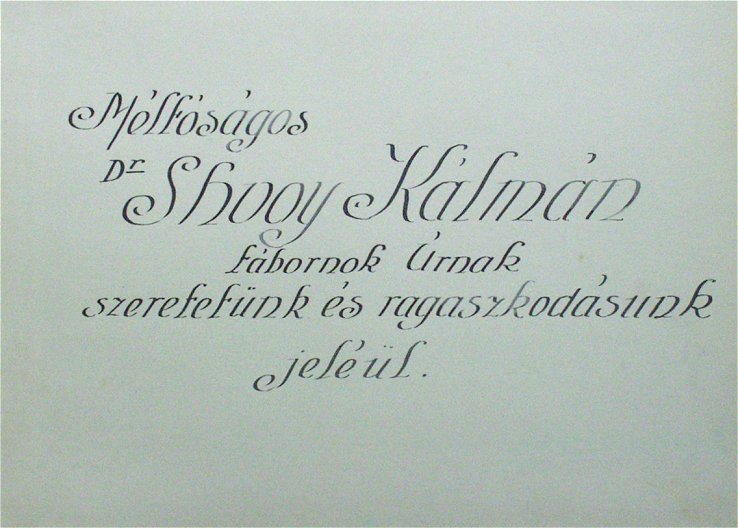 Méltóságos
Dr Shvoy Kálmán
tábornok Úrnak
szeretetünk és ragaszkodásunk
jeléül.